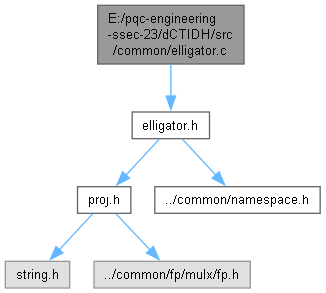 E:/pqc-engineering
-ssec-23/dCTIDH/src
/common/elligator.c
elligator.h
proj.h
../common/namespace.h
string.h
../common/fp/mulx/fp.h